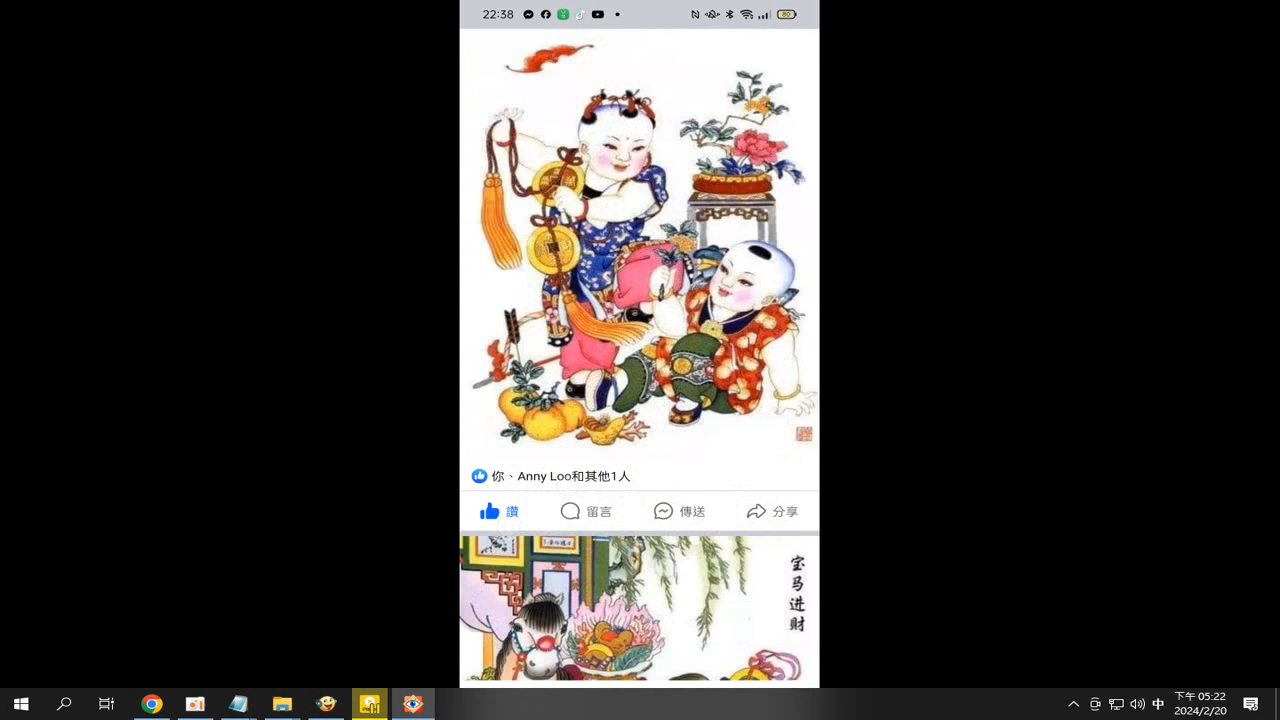 22:38
80
你、Anny Loo和其他1人
讚
留言
傳送
分享
宝马进财
中
下午 05:22
2024/2/20